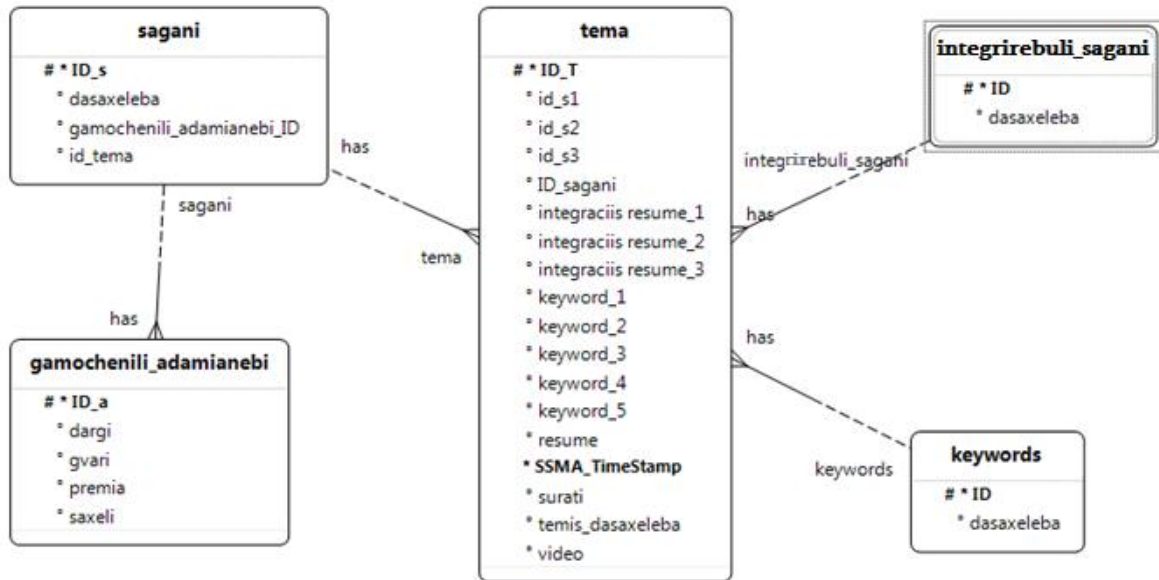 sagani
# * ID_s
° dasaxeleba
° gamochenili_adamianebi_ID
° id_tema
has
sagani
tema
has
gamochenili_adamianebi
# * ID_a
° dargi
° gvari
° premia
° saxeli
tema
# * ID_T
° id_s1
° id_s2
° id_s3
° ID_sagani
° integraciis resume_1
° integraciis resume_2
° integraciis resume_3
° keyword_1
° keyword_2
° keyword_3
° keyword_4
° keyword_5
° resume
* SSMA_TimeStamp
° surati
° temis_dasaxeleba
° video
integrirebuli_sagani
# * ID
° dasaxeleba
integrirebuli_sagani
has
has
keywords
keywords
# * ID
° dasaxeleba